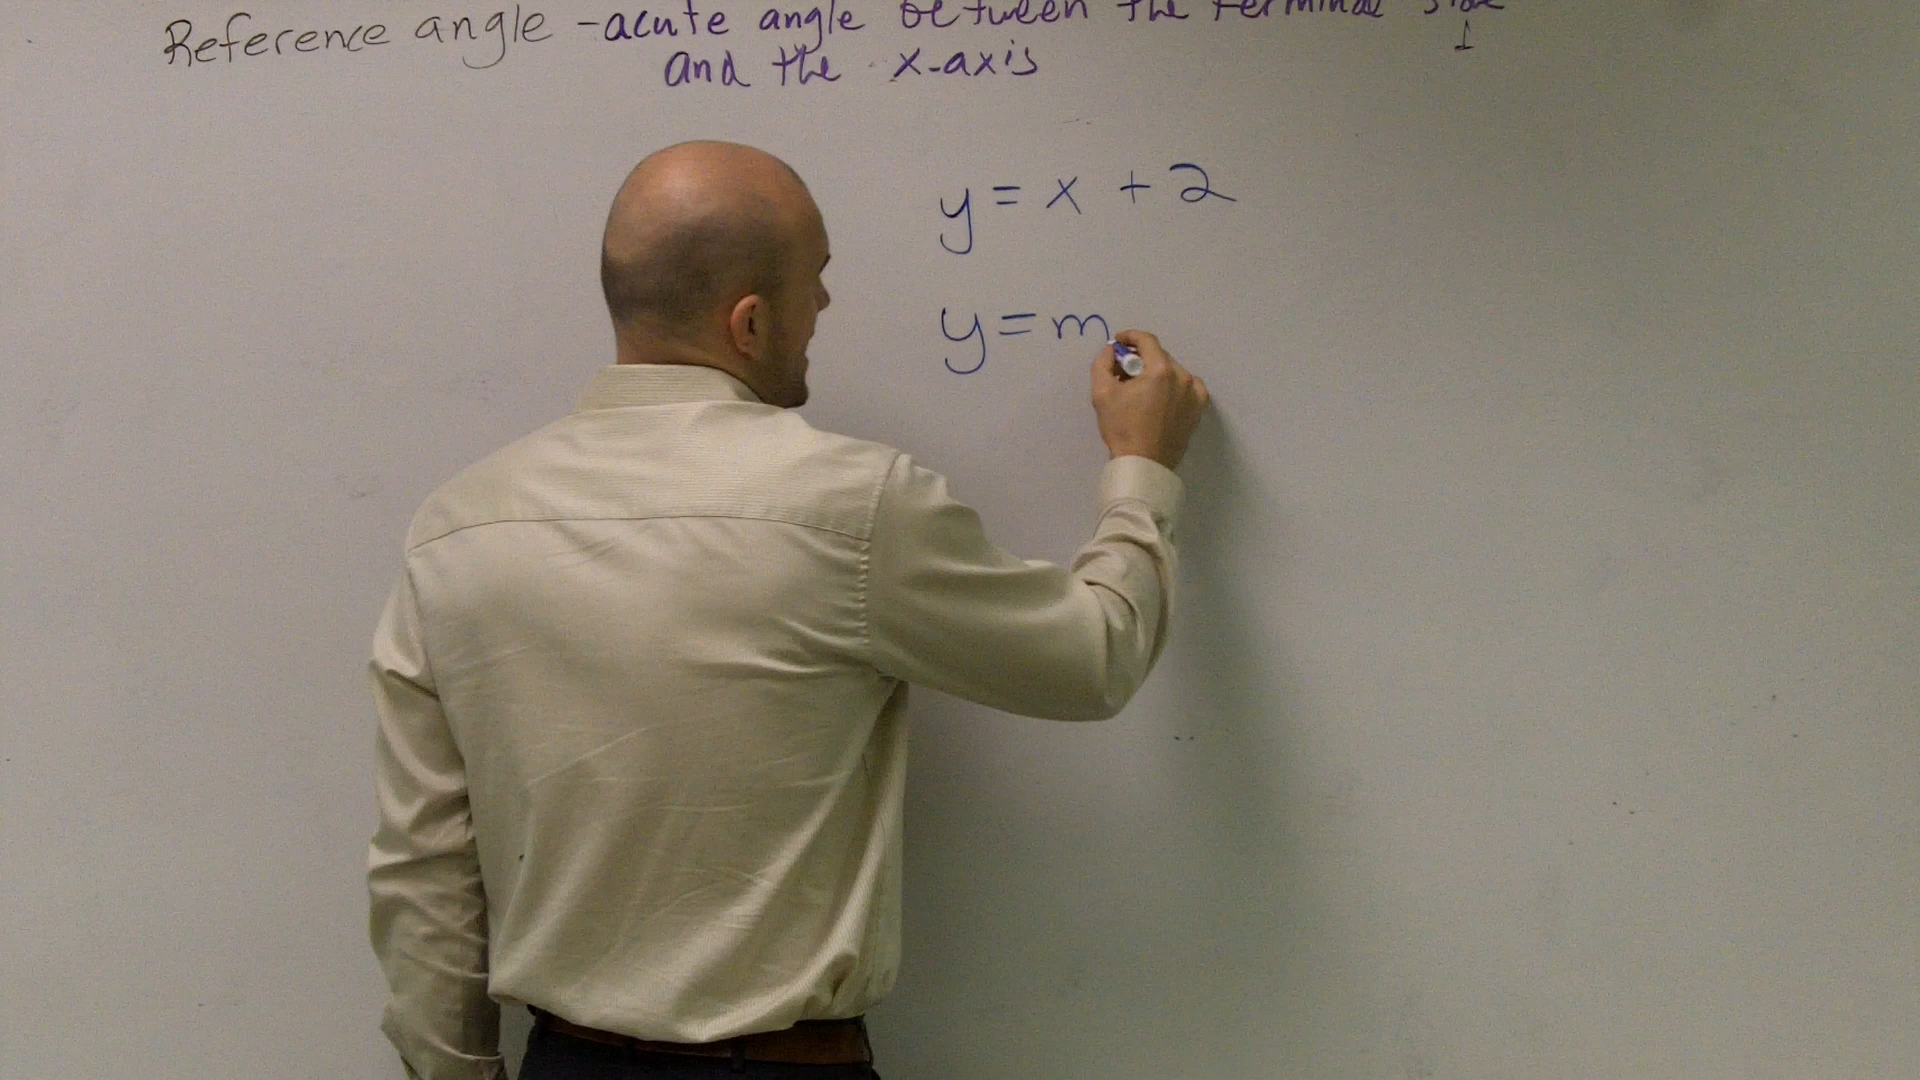 Reference angle - acute angle between the terminal side
and the x-axis
y = x + 2
y = m